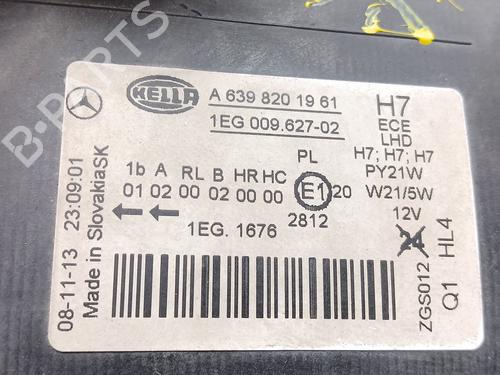 B-PARTS
HELLA
A 639 820 1961
1EG 009.627-02
H7
ECE
LHD
PL
H7; H7; H7
1b A RL B HR HC
PY21W
01 02 00 02 00 00
E1
20
W21/5W
2812
12V
1EG. 1676
24
08-11-13 23:09:01
Made in SlovakiaSK
ZGS012
Q1 HL4